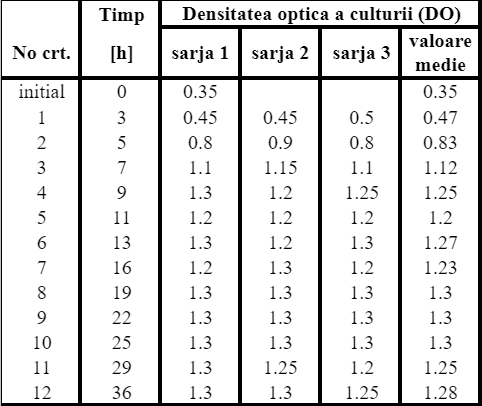 Timp Densitatea optica a culturii (DO)
No crt. [h] sarja 1 sarja 2 sarja 3 valoare medie
initial 0 0.35 0.35
1 3 0.45 0.45 0.5 0.47
2 5 0.8 0.9 0.8 0.83
3 7 1.1 1.15 1.1 1.12
4 9 1.3 1.2 1.25 1.25
5 11 1.2 1.2 1.2 1.2
6 13 1.3 1.2 1.3 1.27
7 16 1.2 1.3 1.2 1.23
8 19 1.3 1.3 1.3 1.3
9 22 1.3 1.3 1.3 1.3
10 25 1.3 1.3 1.3 1.3
11 29 1.3 1.25 1.2 1.25
12 36 1.3 1.3 1.25 1.28